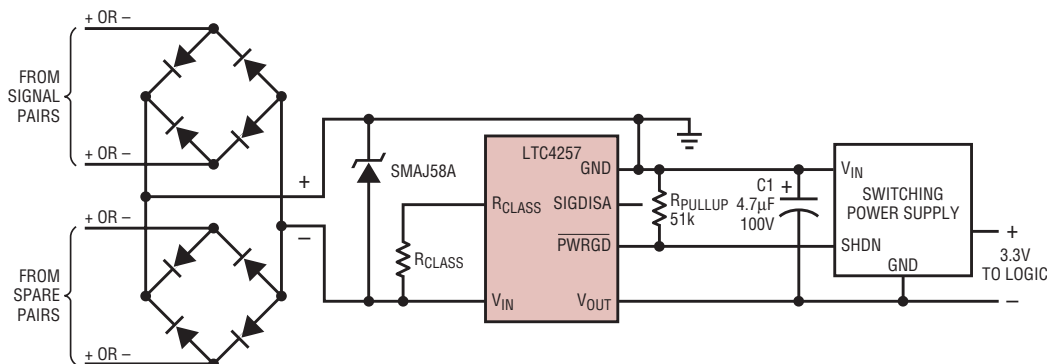 + OR –
FROM
SIGNAL
PAIRS
+ OR –
+
–
+ OR –
FROM
SPARE
PAIRS
+ OR –
SMAJ58A
RCLASS
LTC4257
GND
RCLASS
SIGDISA
PWRGD
VIN
VOUT
RPULLUP
51k
C1
+
4.7µF
100V
VIN
SWITCHING
POWER SUPPLY
SHDN
GND
+
3.3V
TO LOGIC
–